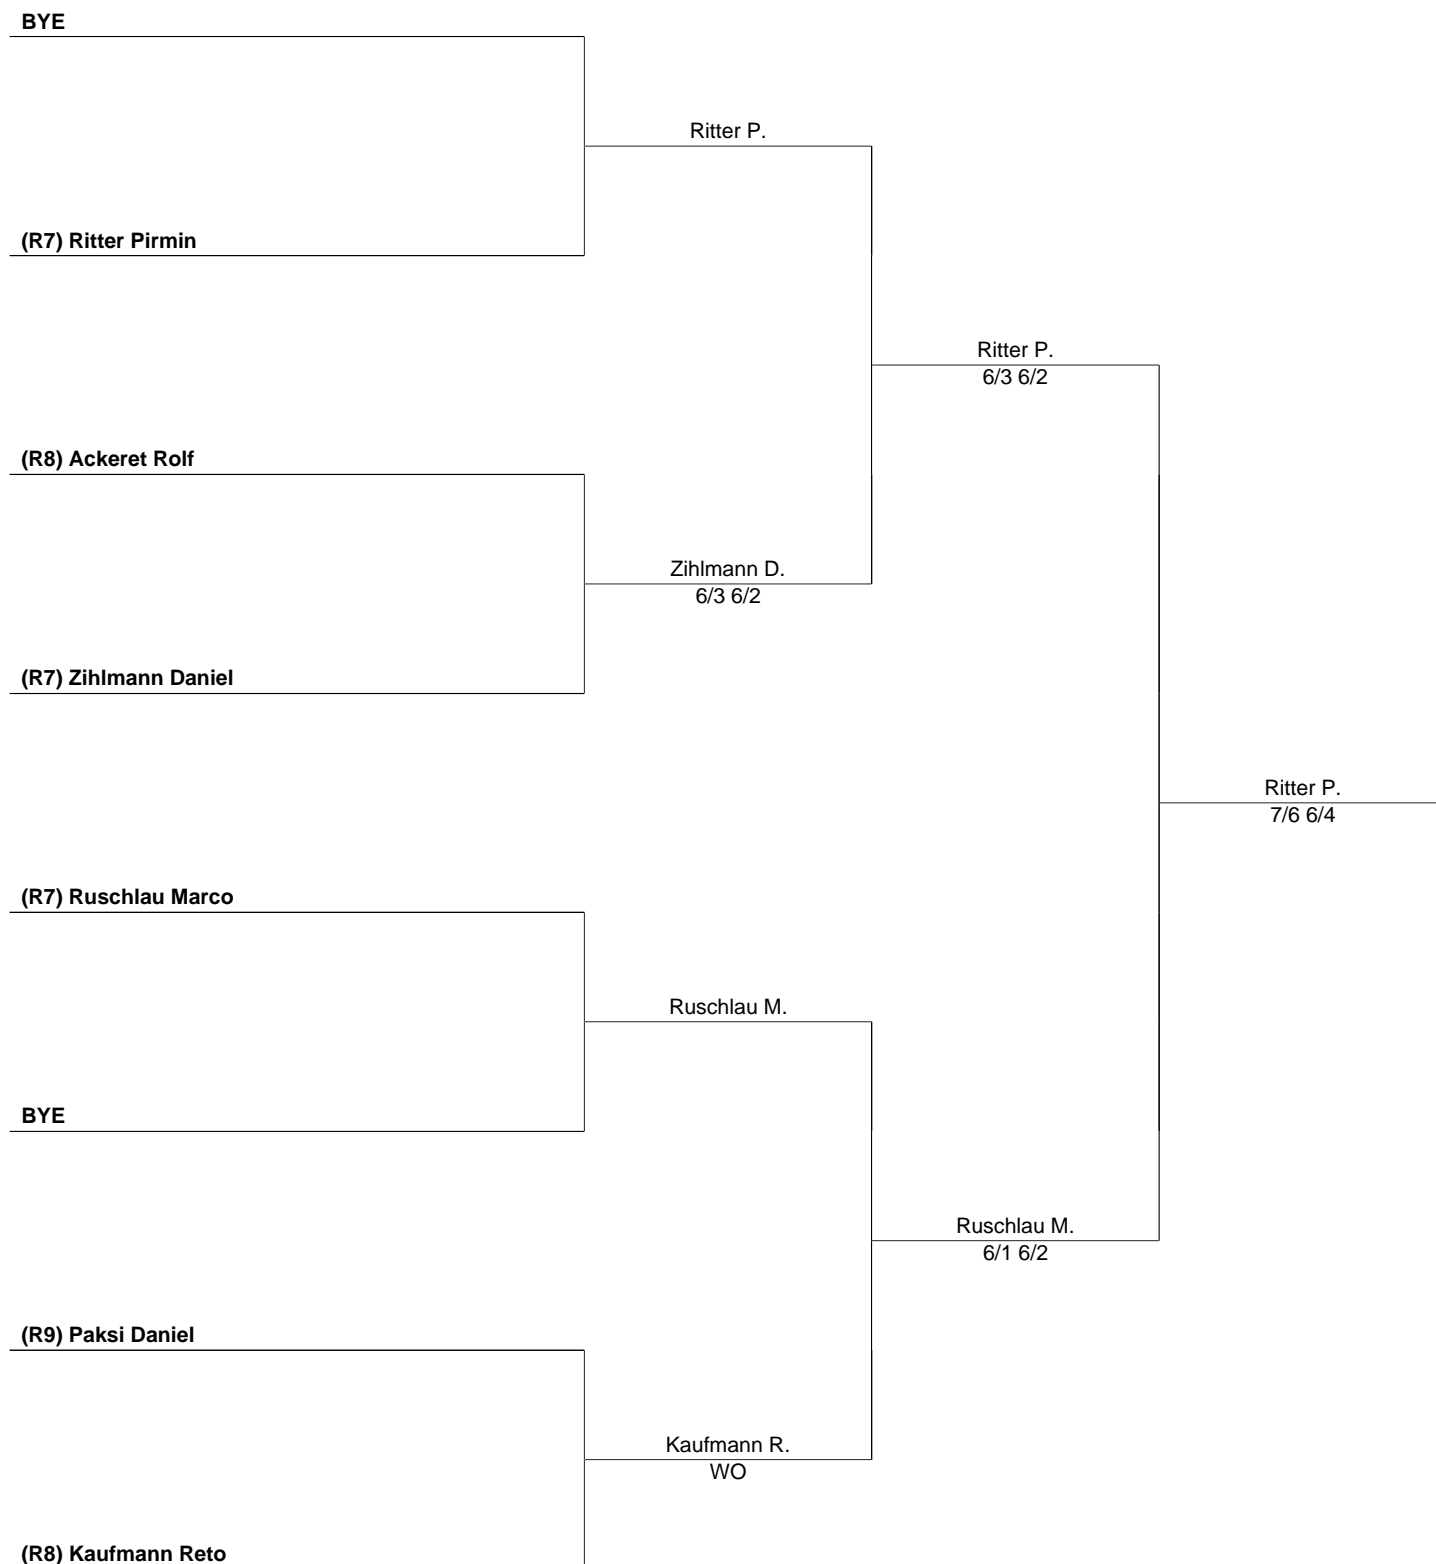 BYE
Ritter P.
(R7) Ritter Pirmin
Ritter P.
6/3 6/2
(R8) Ackeret Rolf
Zihlmann D.
6/3 6/2
(R7) Zihlmann Daniel
Ritter P.
7/6 6/4
(R7) Ruschlau Marco
Ruschlau M.
BYE
Ruschlau M.
6/1 6/2
(R9) Paksi Daniel
Kaufmann R.
WO
(R8) Kaufmann Reto